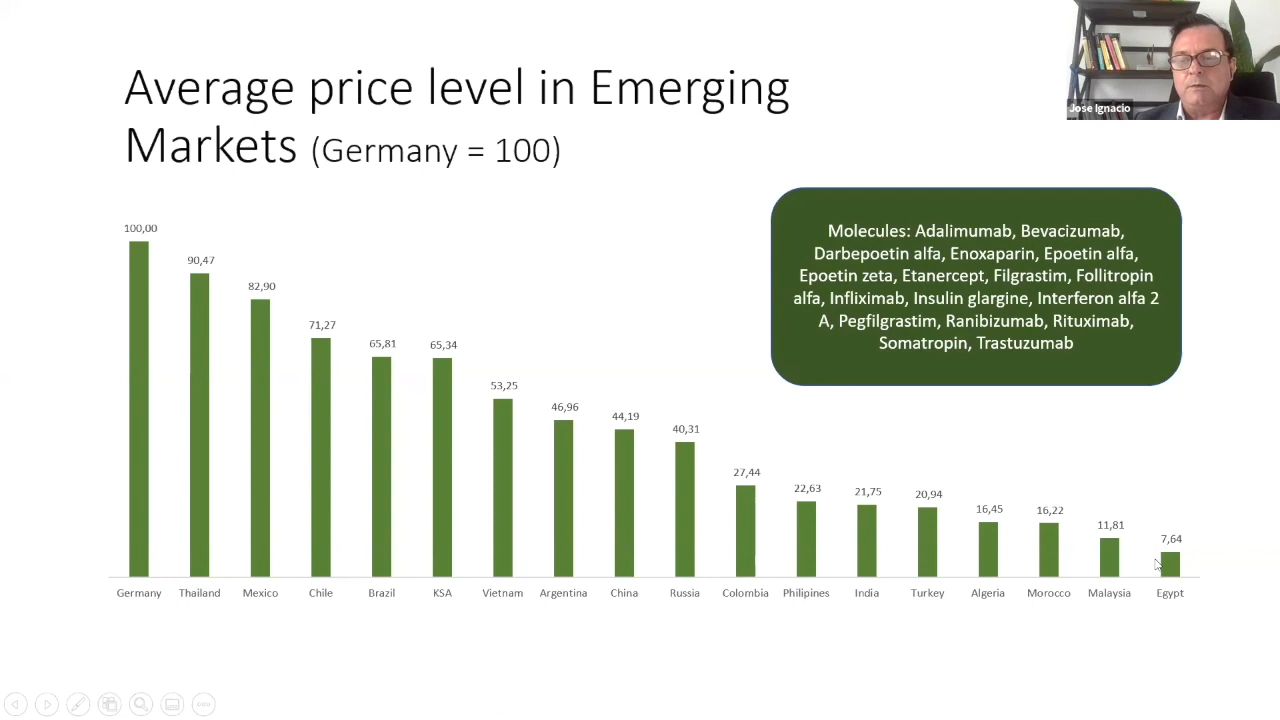 Average price level in Emerging
Markets (Germany = 100)
Jose Ignacio
Molecules: Adalimumab, Bevacizumab,
Darbepoetin alfa, Enoxaparin, Epoetin alfa,
Epoetin zeta, Etanercept, Filgrastim, Follitropin
alfa, Infliximab, Insulin glargine, Interferon alfa 2
A, Pegfilgrastim, Ranibizumab, Rituximab,
Somatropin, Trastuzumab
100,00
90,47
82,90
71,27
65,81
65,34
53,25
46,96
44,19
40,31
27,44
22,63
21,75
20,94
16,45
16,22
11,81
7,64
Germany
Thailand
Mexico
Chile
Brazil
KSA
Vietnam
Argentina
China
Russia
Colombia
Philipines
India
Turkey
Algeria
Morocco
Malaysia
Egypt